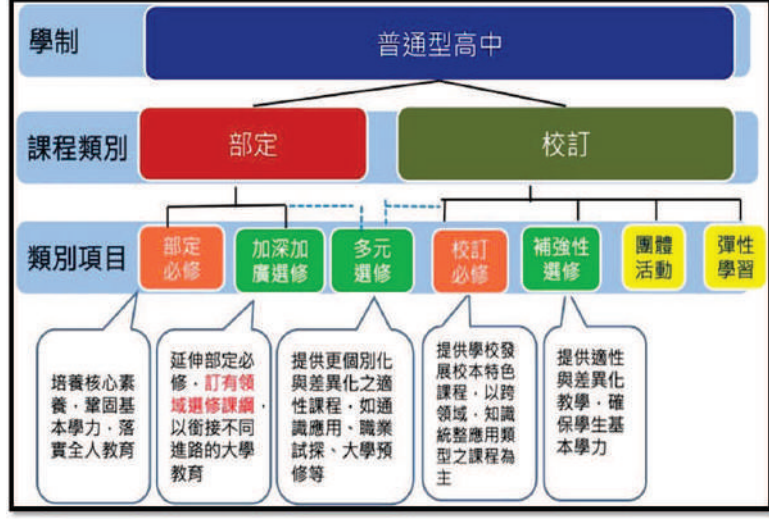 學制
普通型高中
課程類別
部定
校訂
類別項目
部定
必修
加深加
廣選修
多元
選修
校訂
必修
補強性
選修
團體
活動
彈性
學習
培養核心素
養，鞏固基
本學力，落
實全人教育
延伸部定必
修，訂有領
域選修課綱，
以銜接不同
進路的大學
教育
提供更個別化
與差異化之適
性課程，如通
識應用、職業
試探、大學預
修等
提供學校發
展校本特色
課程，以跨
領域，知識
統整應用類
型之課程為
主
提供適性
與差異化
教學，確
保學生基
本學力